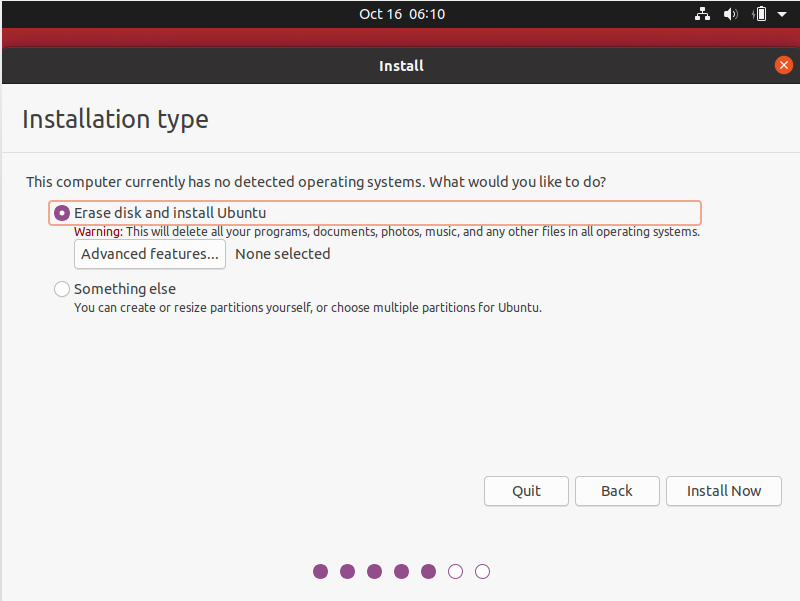 Oct 16 06:10
Install
Installation type
This computer currently has no detected operating systems. What would you like to do?
Erase disk and install Ubuntu
Warning: This will delete all your programs, documents, photos, music, and any other files in all operating systems.
Advanced features... None selected
Something else
You can create or resize partitions yourself, or choose multiple partitions for Ubuntu.
Quit Back Install Now